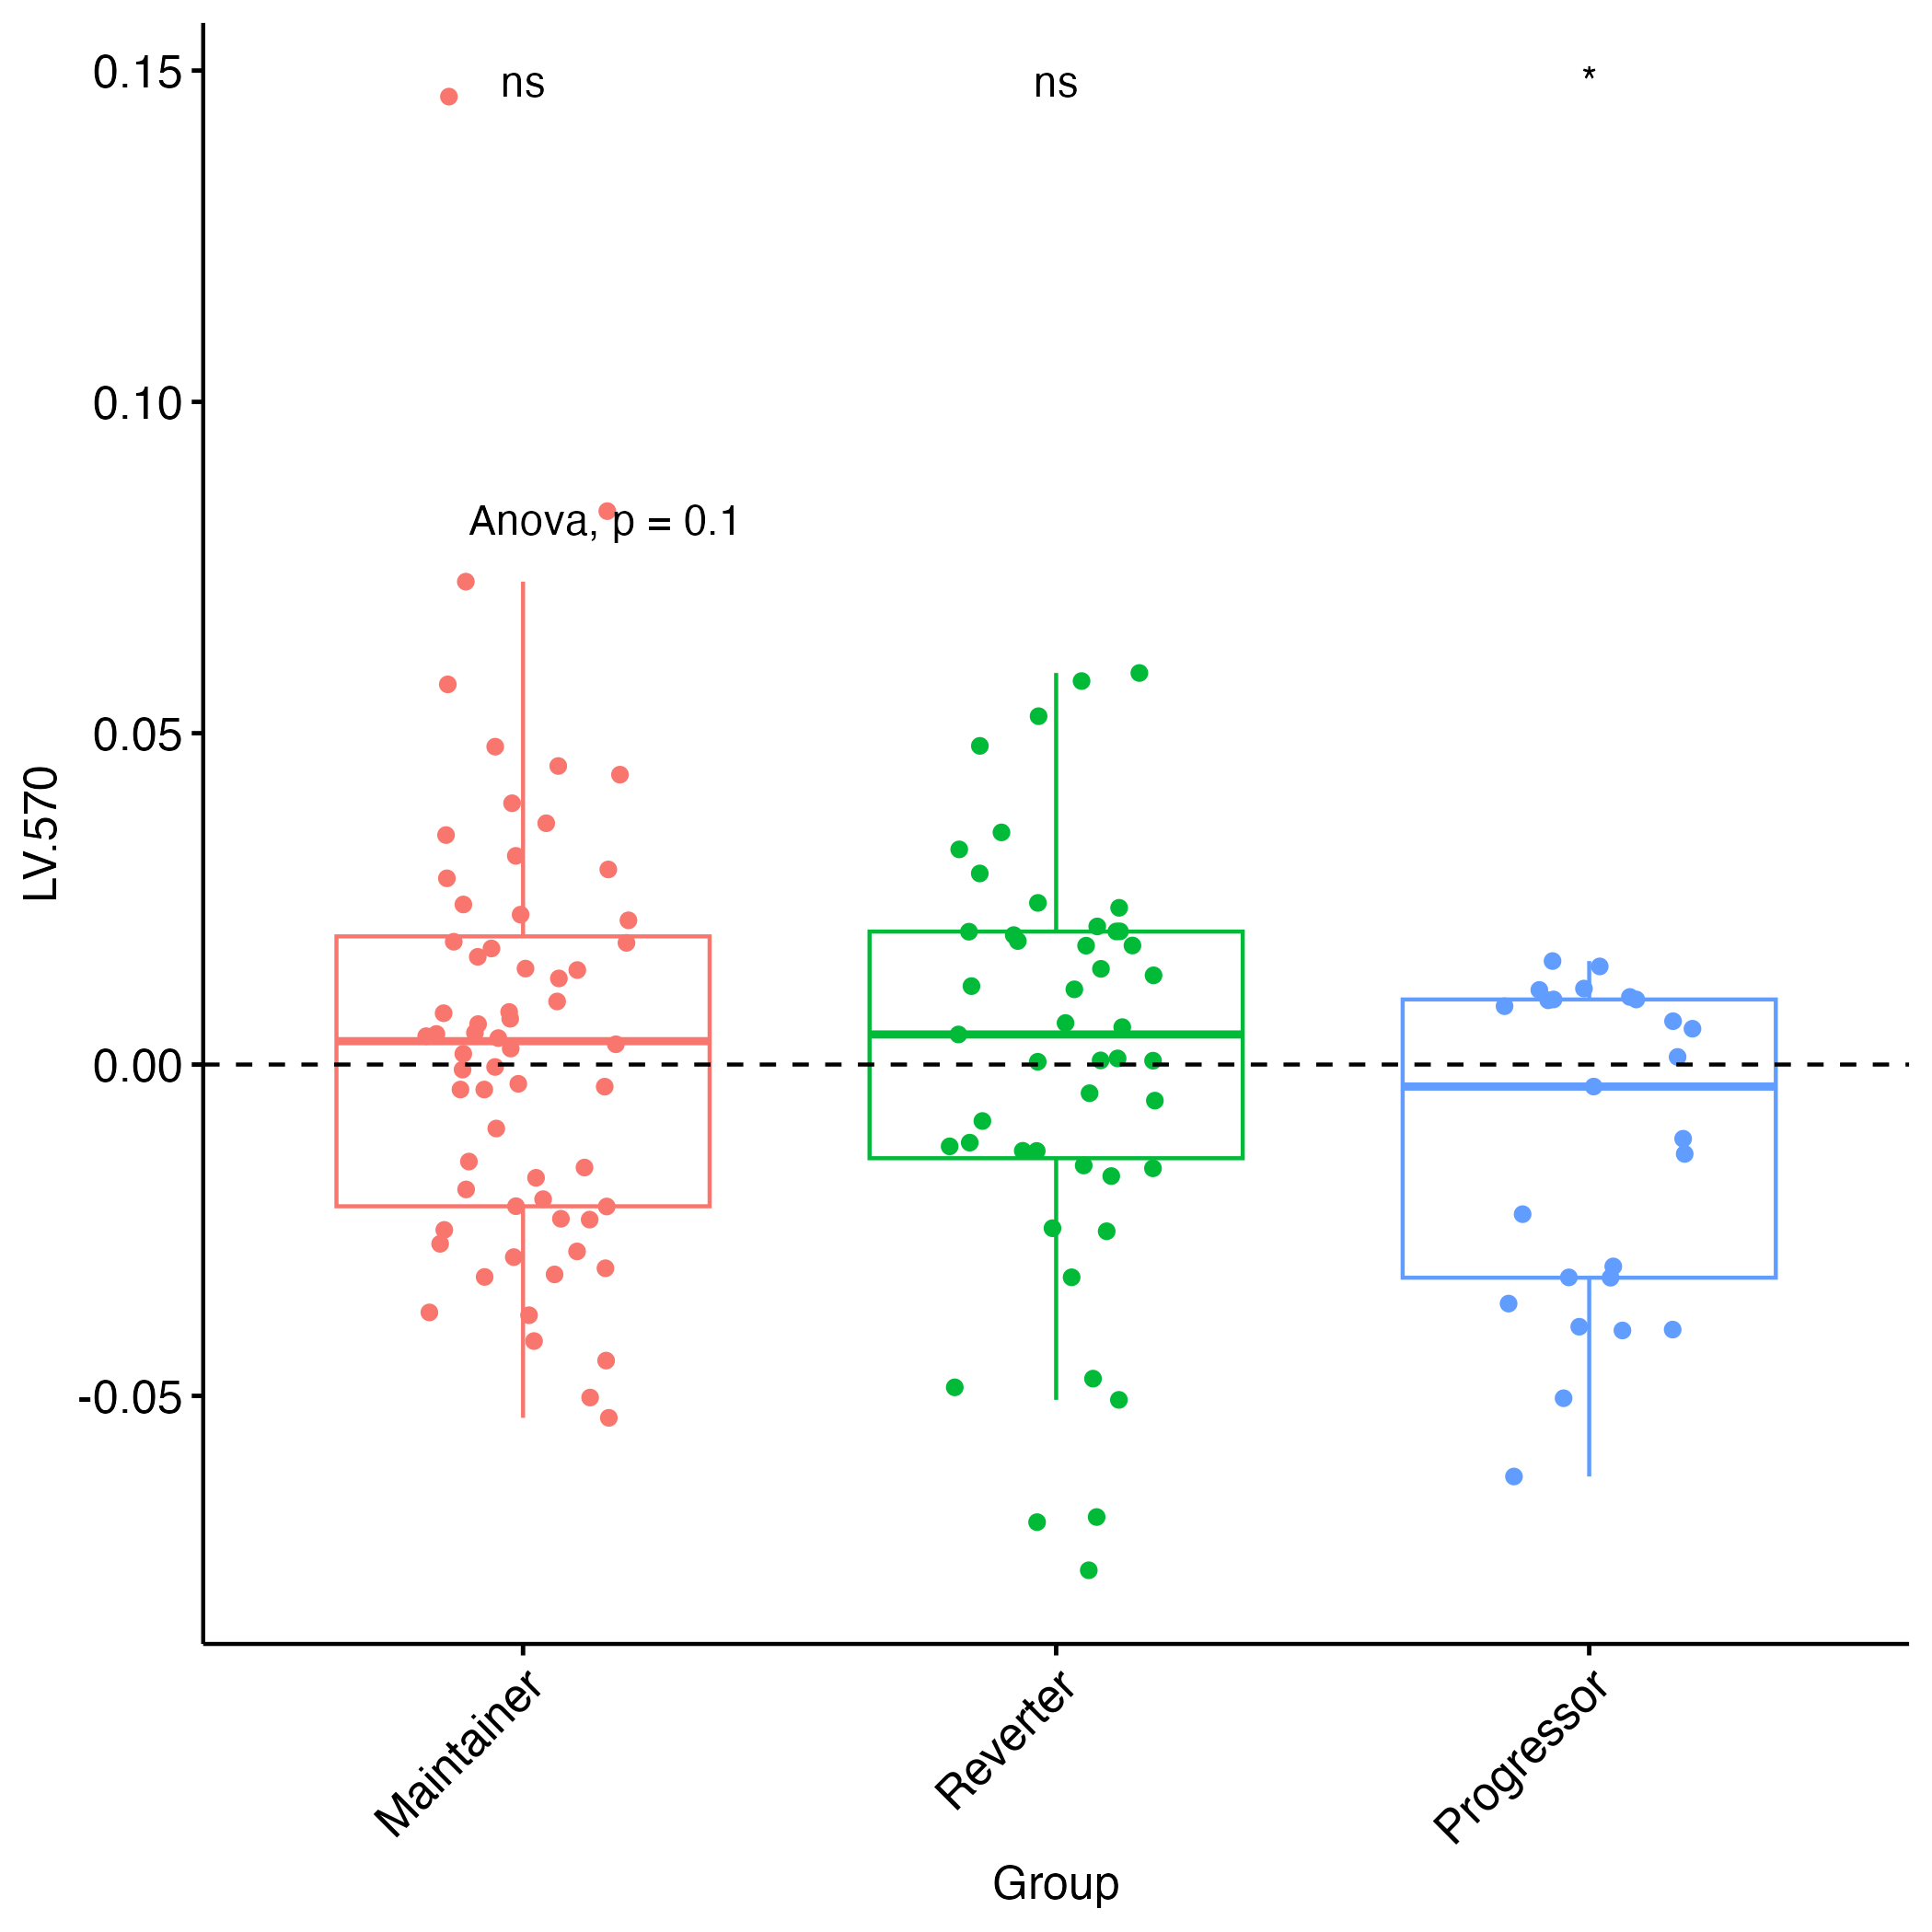 LV.570
0.15
0.10
0.05
0.00
-0.05
ns
ns
*
Anova, p = 0.1
Maintainer
Reverter
Progressor
Group